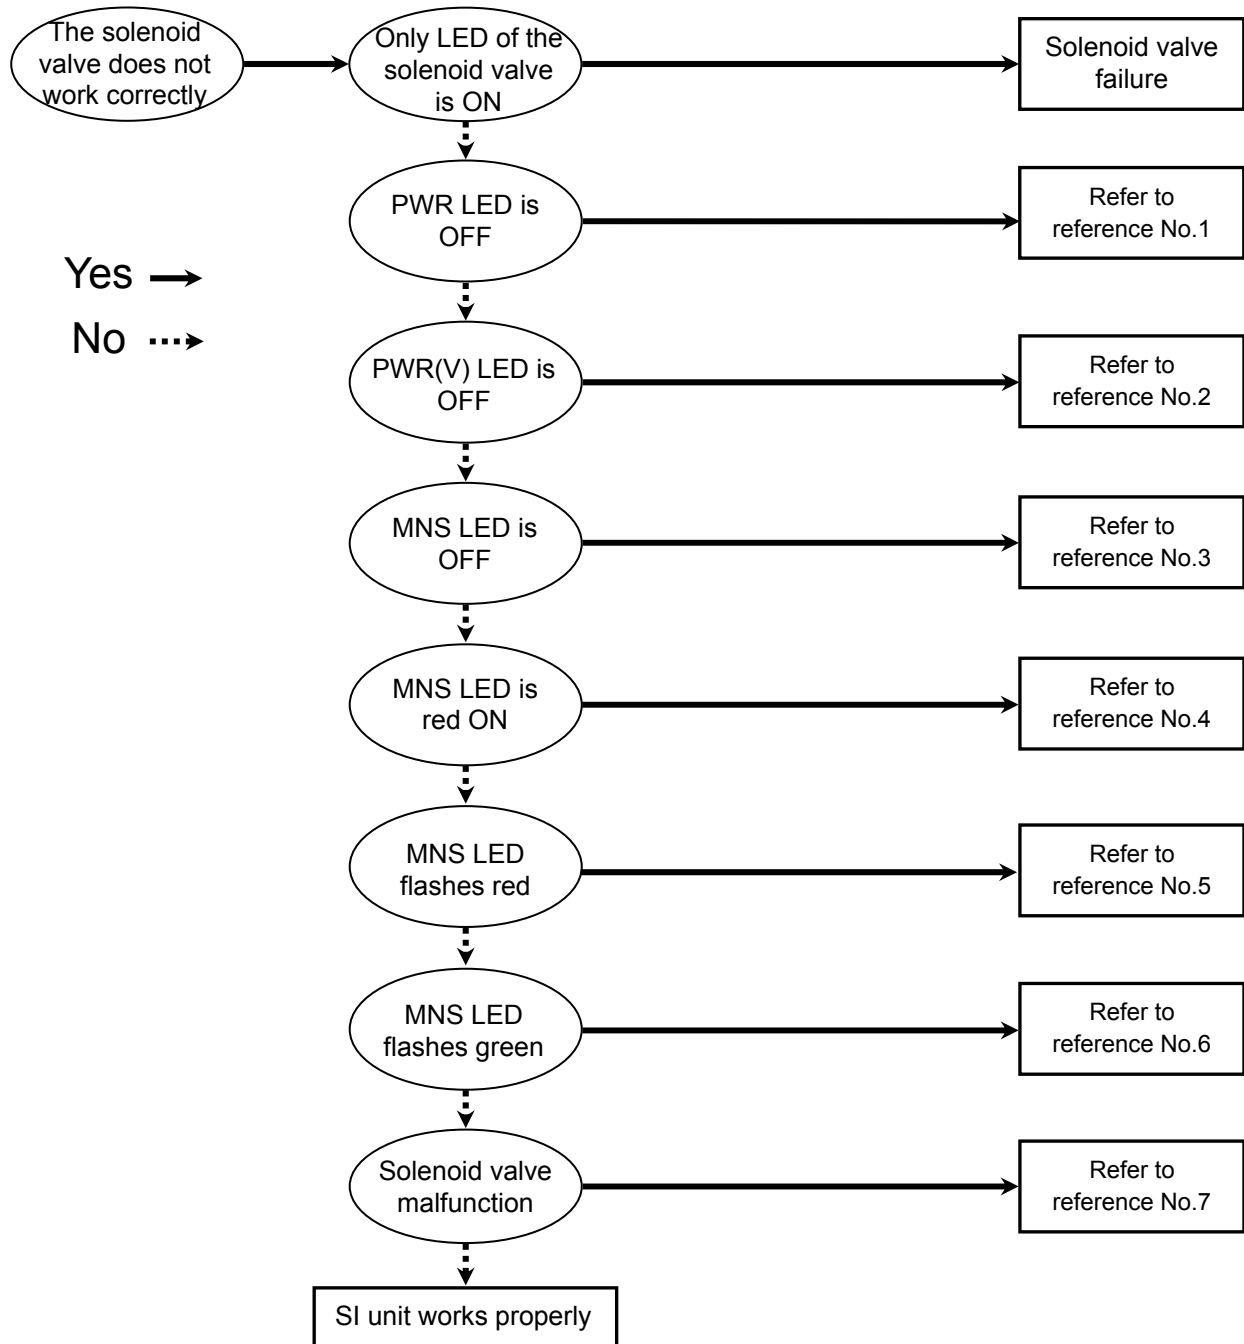 The solenoid
valve does not
work correctly
Only LED of the
solenoid valve
is ON
Solenoid valve
failure
PWR LED is
OFF
Refer to
reference No.1
Yes
No
PWR(V) LED is
OFF
Refer to
reference No.2
MNS LED is
OFF
Refer to
reference No.3
MNS LED is
red ON
Refer to
reference No.4
MNS LED
flashes red
Refer to
reference No.5
MNS LED
flashes green
Refer to
reference No.6
Solenoid valve
malfunction
Refer to
reference No.7
SI unit works properly